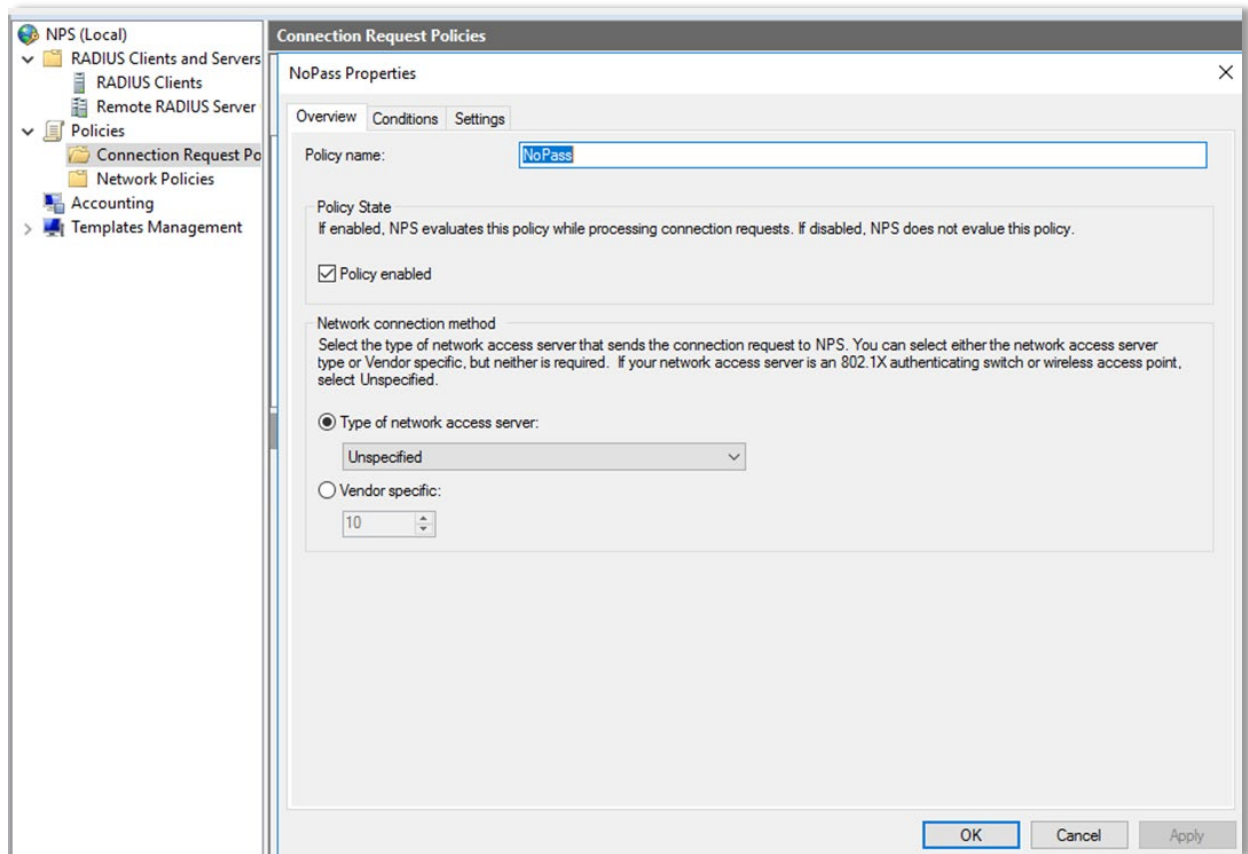 NPS (Local)
RADIUS Clients and Servers
RADIUS Clients
Remote RADIUS Server
Policies
Connection Request Po
Network Policies
Accounting
Templates Management
Connection Request Policies
NoPass Properties
Overview
Conditions
Settings
Policy name:
NoPass
Policy State
If enabled, NPS evaluates this policy while processing connection requests. If disabled, NPS does not evalue this policy.
Policy enabled
Network connection method
Select the type of network access server that sends the connection request to NPS. You can select either the network access server
type or Vendor specific, but neither is required.  If your network access server is an 802.1X authenticating switch or wireless access point,
select Unspecified.
Type of network access server:
Unspecified
Vendor specific:
10
OK
Cancel
Apply